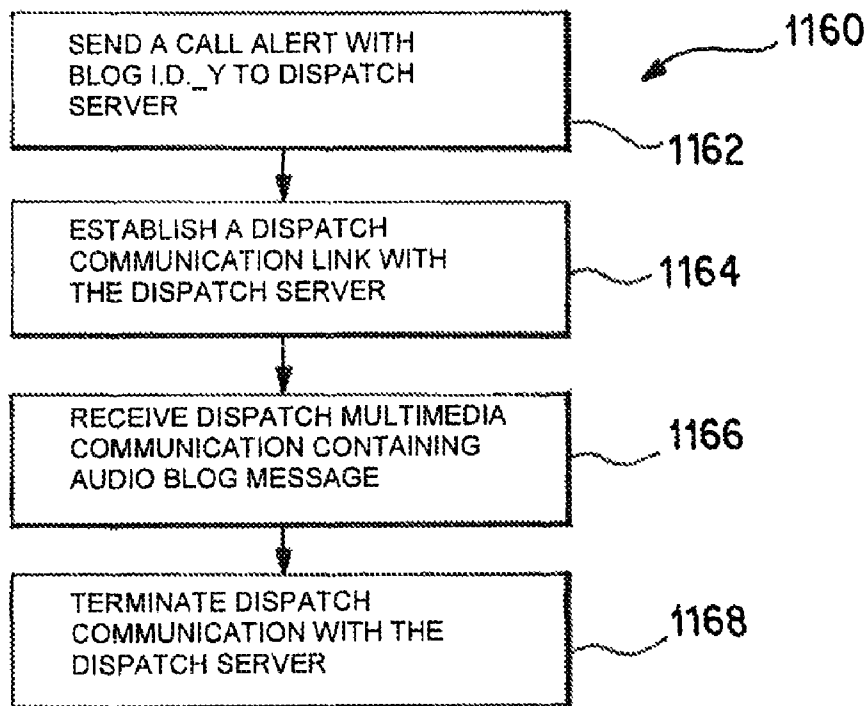 1160
SEND A CALL ALERT WITH
BLOG I.D._Y TO DISPATCH
SERVER
1162
ESTABLISH A DISPATCH
COMMUNICATION LINK WITH
THE DISPATCH SERVER
1164
RECEIVE DISPATCH MULTIMEDIA
COMMUNICATION CONTAINING
AUDIO BLOG MESSAGE
1166
TERMINATE DISPATCH
COMMUNICATION WITH THE
DISPATCH SERVER
1168